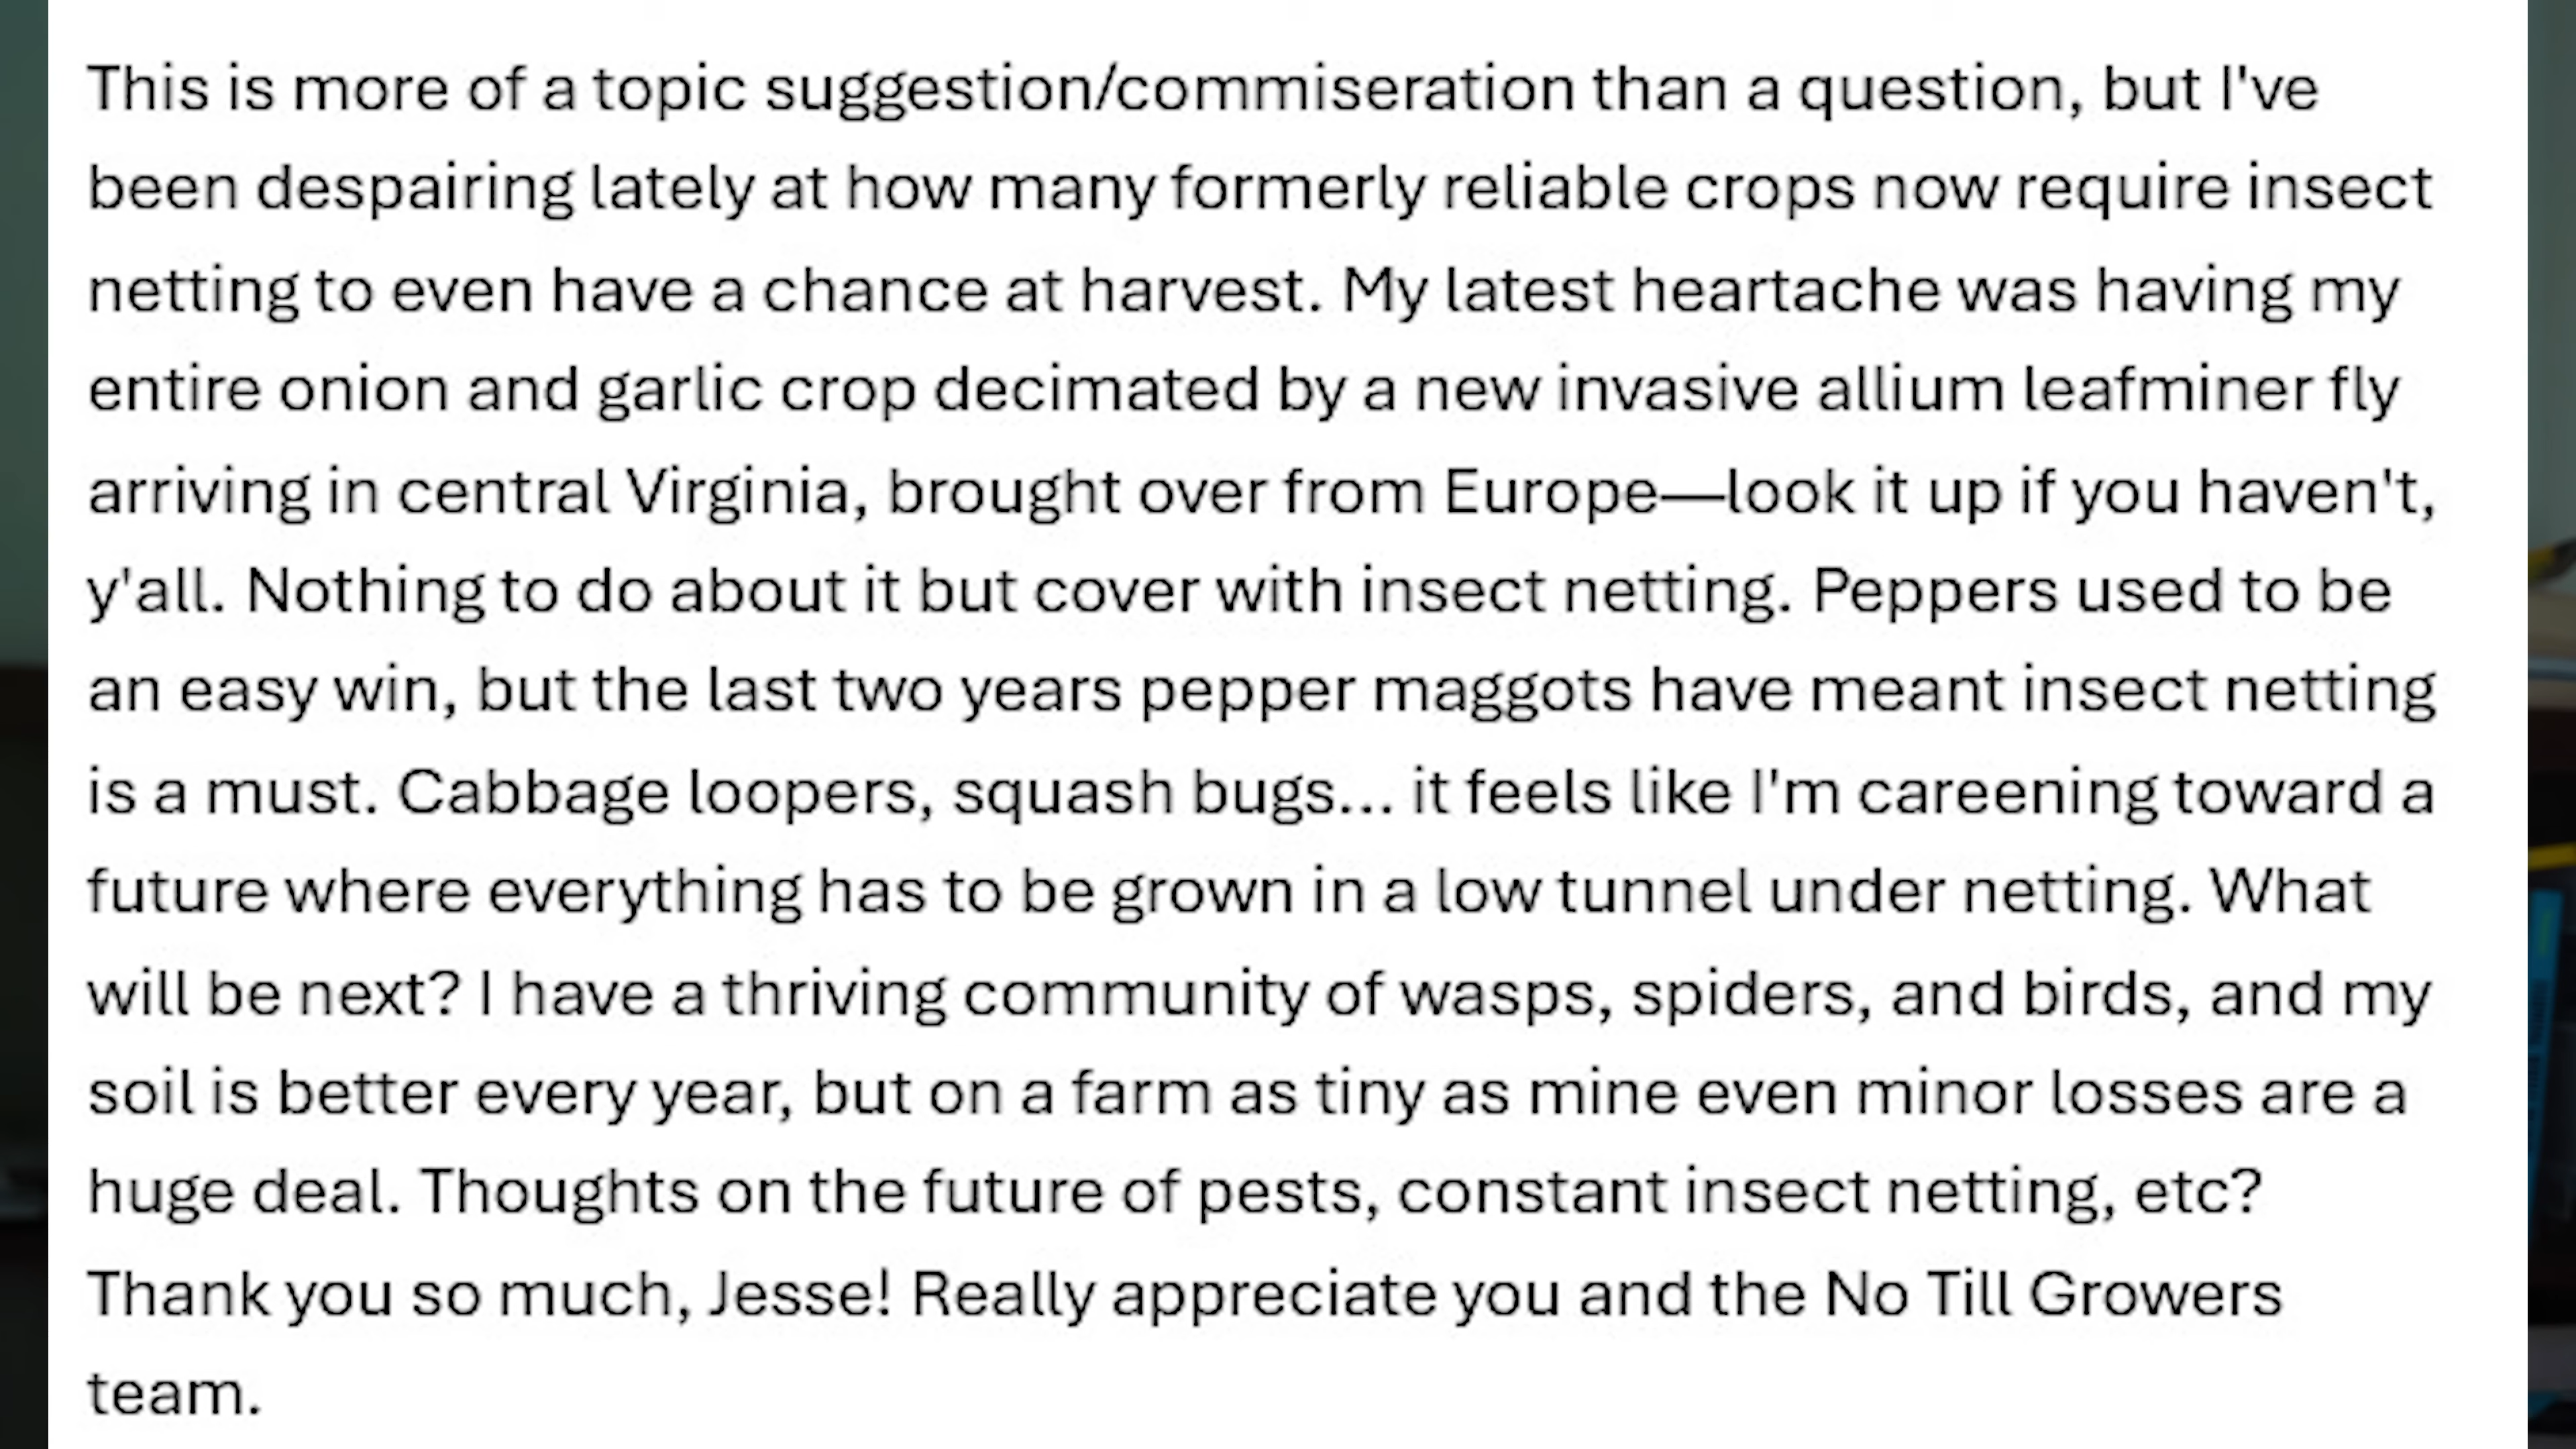 This is more of a topic suggestion/commiseration than a question, but I've
been despairing lately at how many formerly reliable crops now require insect
netting to even have a chance at harvest. My latest heartache was having my
entire onion and garlic crop decimated by a new invasive allium leafminer fly
arriving in central Virginia, brought over from Europe—look it up if you haven't,
y'all. Nothing to do about it but cover with insect netting. Peppers used to be
an easy win, but the last two years pepper maggots have meant insect netting
is a must. Cabbage loopers, squash bugs... it feels like I'm careening toward a
future where everything has to be grown in a low tunnel under netting. What
will be next? I have a thriving community of wasps, spiders, and birds, and my
soil is better every year, but on a farm as tiny as mine even minor losses are a
huge deal. Thoughts on the future of pests, constant insect netting, etc?
Thank you so much, Jesse! Really appreciate you and the No Till Growers
team.